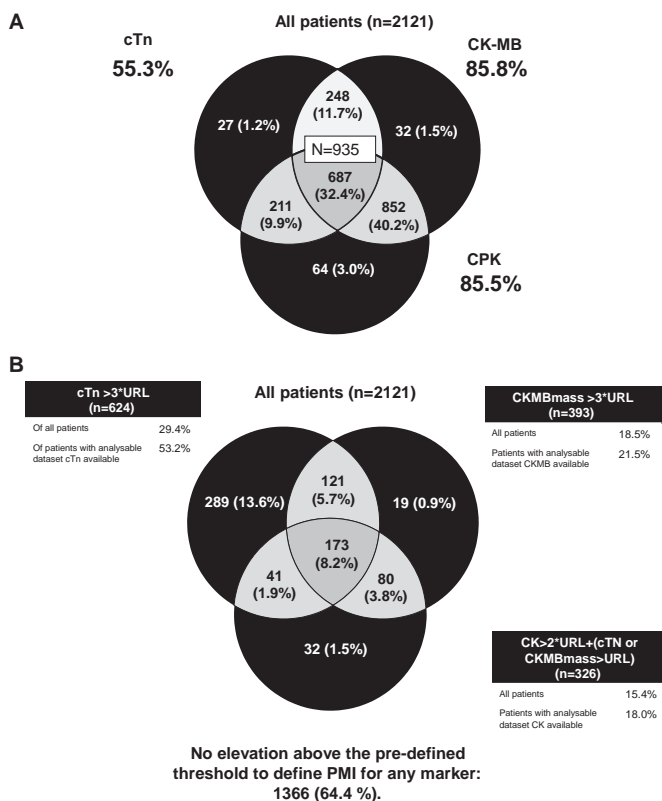 A
All patients (n=2121)
cTn
55.3%
CK-MB
85.8%
248
(11.7%)
27 (1.2%)
32 (1.5%)
N=935
687
(32.4%)
211
(9.9%)
852
(40.2%)
64 (3.0%)
CPK
85.5%
B
cTn >3*URL
(n=624)
Of all patients 29.4%
Of patients with analysable 53.2%
dataset cTn available
All patients (n=2121)
CKMBmass >3*URL
(n=393)
All patients 18.5%
Patients with analysable 21.5%
dataset CKMB available
121
(5.7%)
289 (13.6%)
19 (0.9%)
173
(8.2%)
41
(1.9%)
80
(3.8%)
32 (1.5%)
CK>2*URL+(cTN or
CKMBmass>URL)
(n=326)
All patients 15.4%
Patients with analysable 18.0%
dataset CK available
No elevation above the pre-defined
threshold to define PMI for any marker:
1366 (64.4 %).